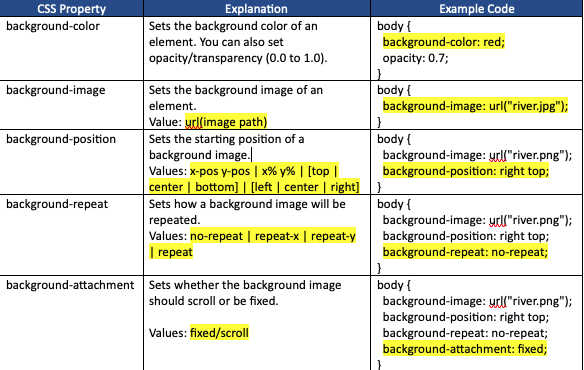 CSS Property Explanation Example Code
background-color
Sets the background color of an
element. You can also set
opacity/transparency (0.0 to 1.0).
body {
background-color: red;
opacity: 0.7;
}
background-image
Sets the background image of an
element.
Value: url(image path)
body {
background-image: url("river.jpg");
}
background-position
Sets the starting position of a
background image.
Values: x-pos y-pos | x% y% | [top |
center | bottom] | [left | center | right]
body {
background-image: url("river.png");
background-position: right top;
}
background-repeat
Sets how a background image will be
repeated.
Values: no-repeat | repeat-x | repeat-y
| repeat
body {
background-image: url("river.png");
background-position: right top;
background-repeat: no-repeat;
}
background-attachment
Sets whether the background image
should scroll or be fixed.
Values: fixed/scroll
body {
background-image: url("river.png");
background-position: right top;
background-repeat: no-repeat;
background-attachment: fixed;
}